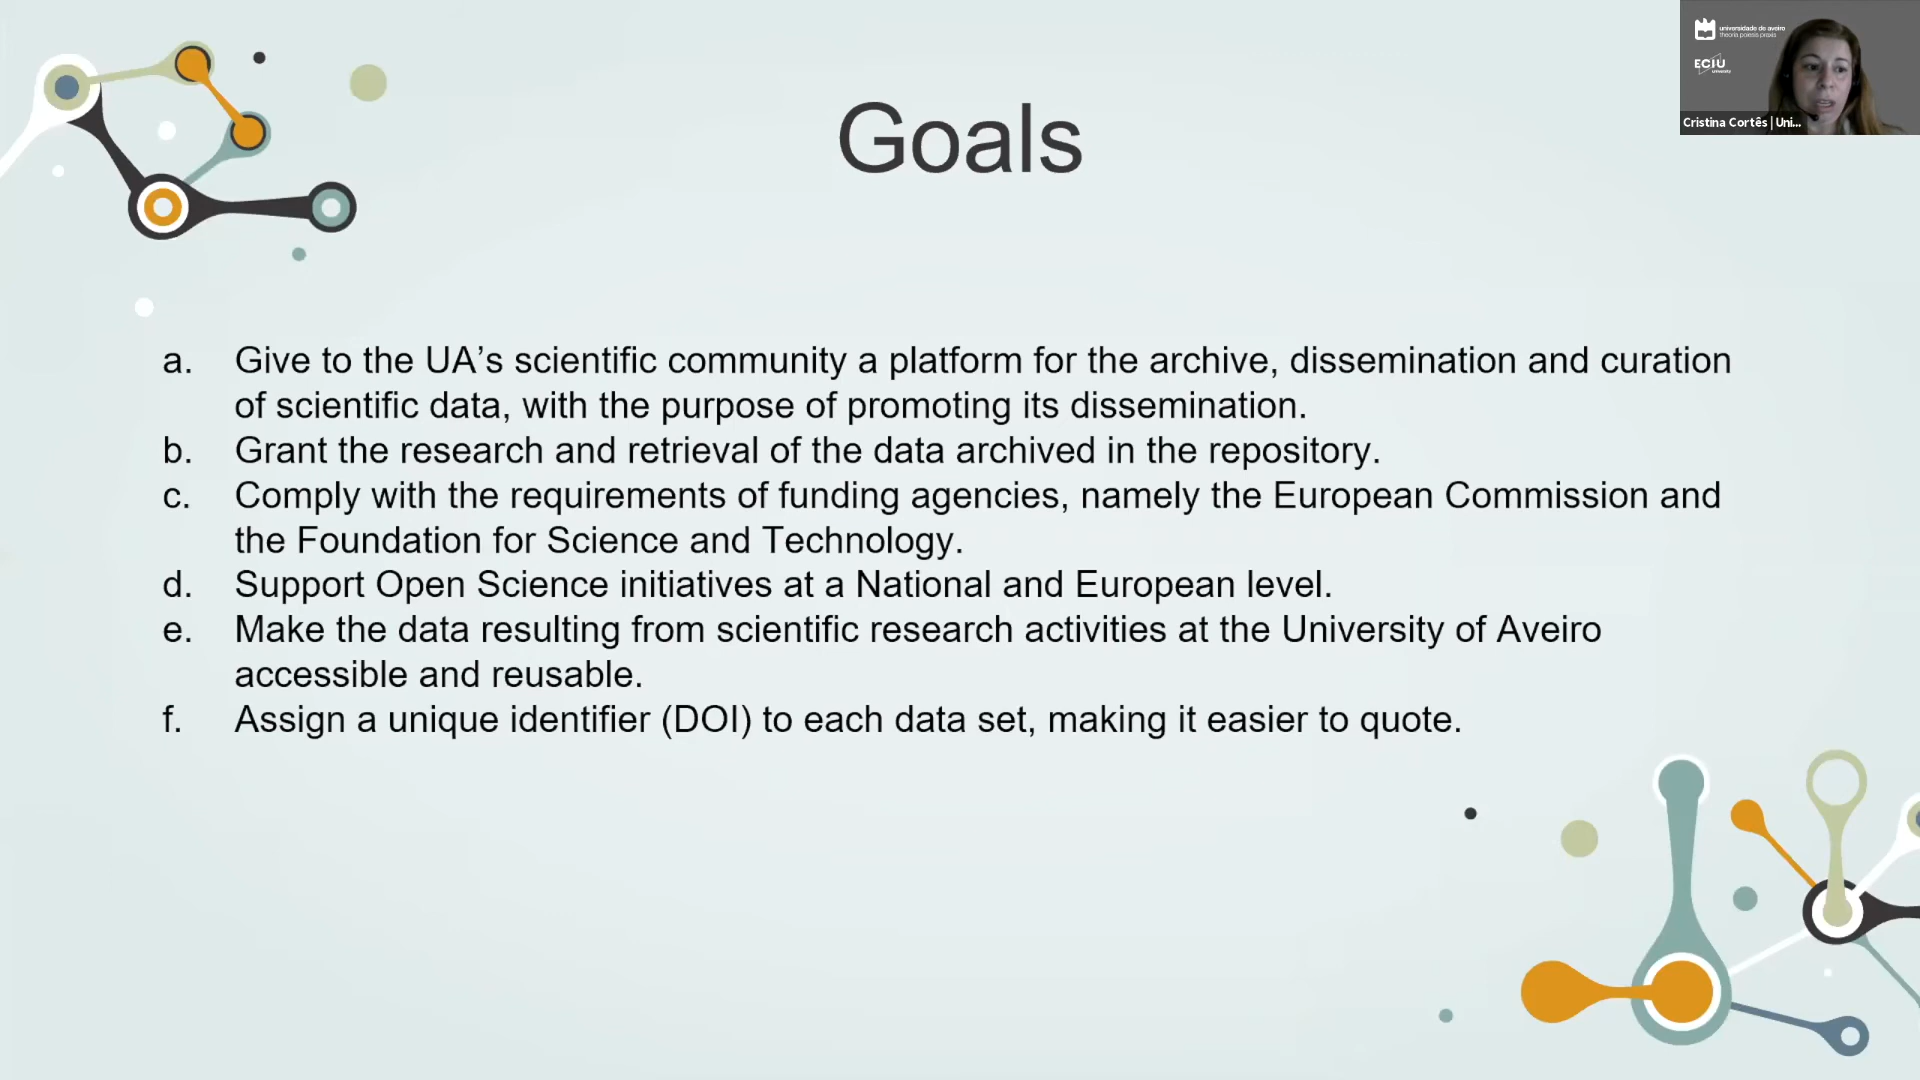 universidade de aveiro
theoria poiesis praxis
ECIU
university
Cristina Cortês | Uni...
Goals
a. Give to the UA’s scientific community a platform for the archive, dissemination and curation
of scientific data, with the purpose of promoting its dissemination.
b. Grant the research and retrieval of the data archived in the repository.
c. Comply with the requirements of funding agencies, namely the European Commission and
the Foundation for Science and Technology.
d. Support Open Science initiatives at a National and European level.
e. Make the data resulting from scientific research activities at the University of Aveiro
accessible and reusable.
f. Assign a unique identifier (DOI) to each data set, making it easier to quote.